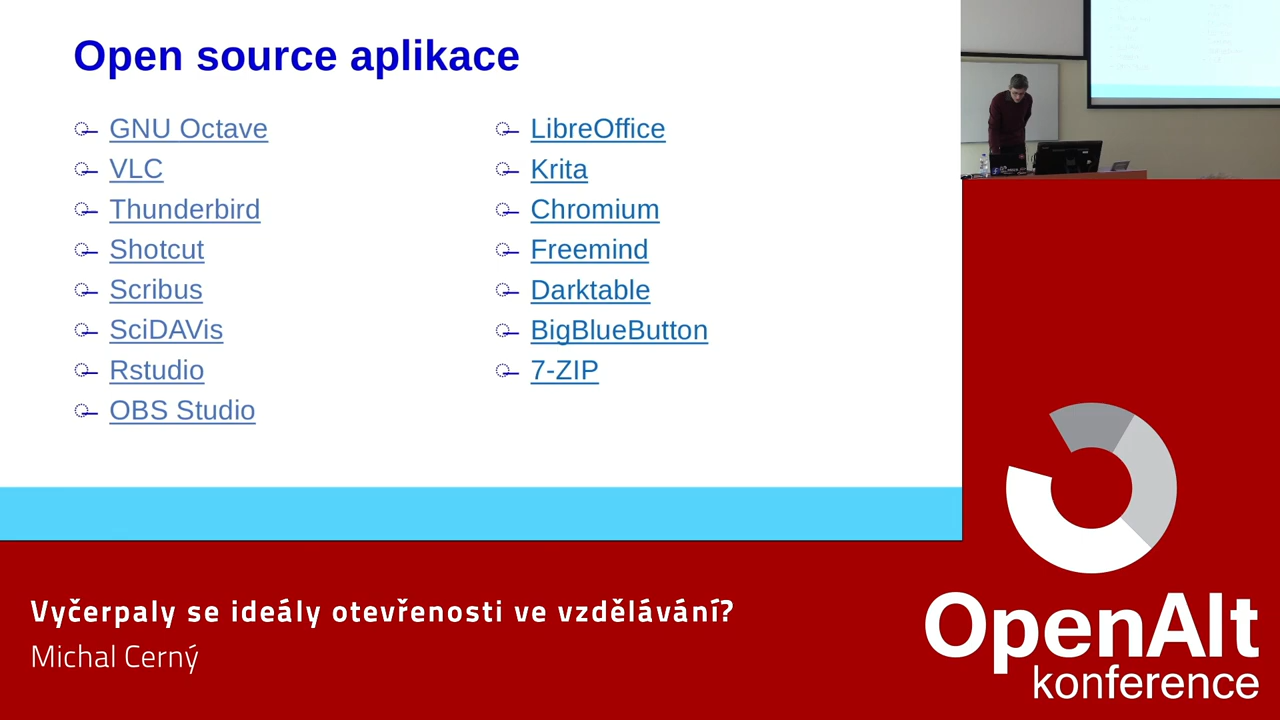 Open source aplikace
GNU Octave
VLC
Thunderbird
Shotcut
Scribus
SciDAVis
Rstudio
OBS Studio
LibreOffice
Krita
Chromium
Freemind
Darktable
BigBlueButton
7-ZIP
Vyčerpaly se ideály otevřenosti ve vzdělávání?
Michal Cerný
OpenAlt
konference